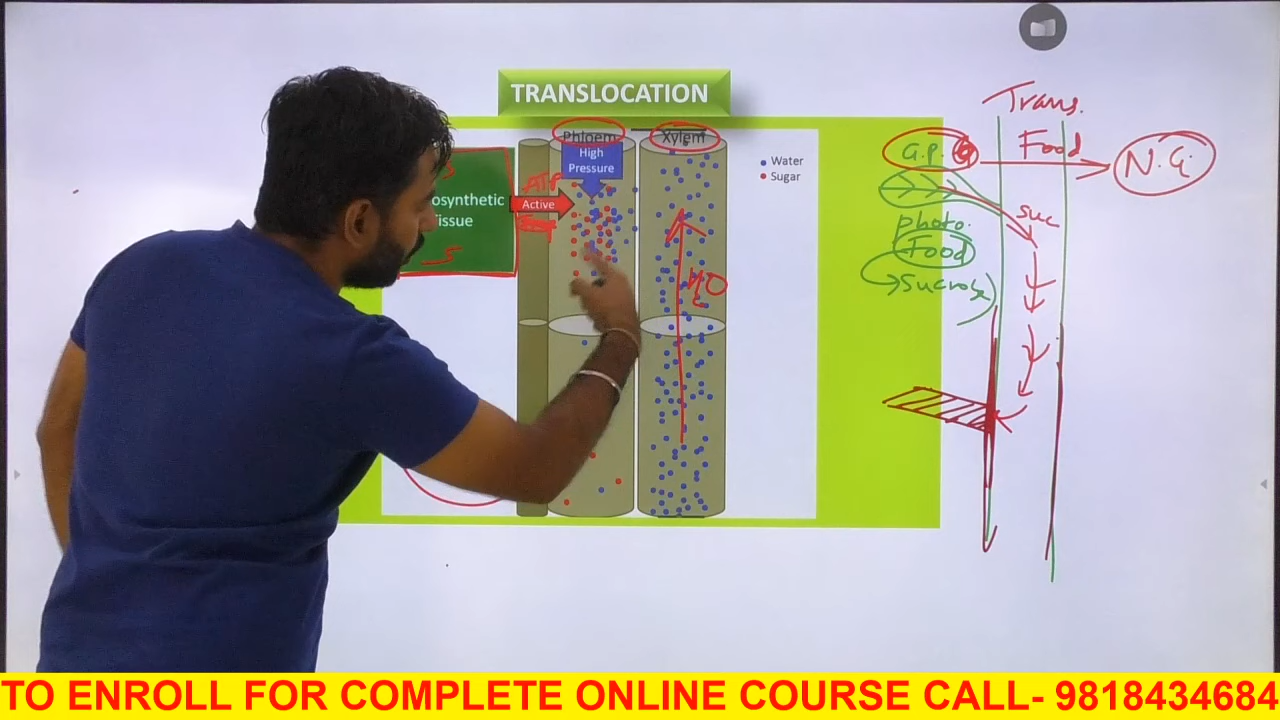 TRANSLOCATION
Phloem
Xylem
High
Pressure
Water
Sugar
ATP
Active
osynthetic
issue
H2O
Trans.
Food
G.P.
N.G.
suc
photo.
Food
Sucrose
TO ENROLL FOR COMPLETE ONLINE COURSE CALL- 9818434684